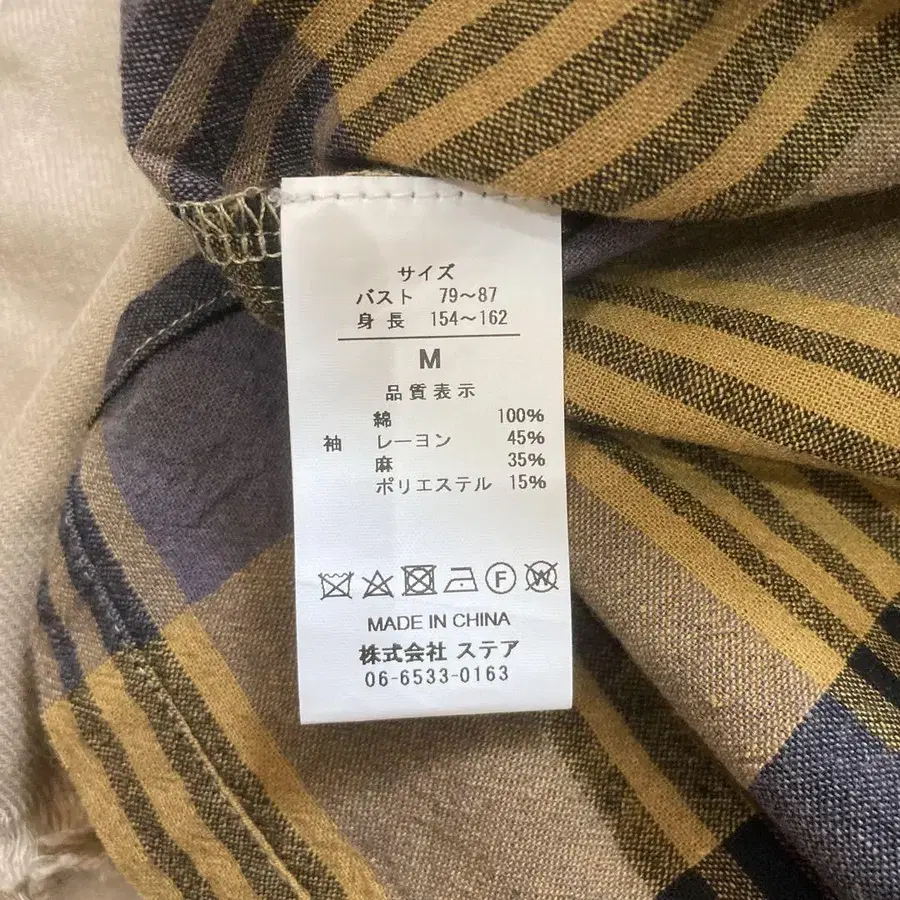 サイズ
バスト 79～87
身長 154～162
M
品質表示
綿 100%
袖 レーヨン 45%
麻 35%
ポリエステル 15%
F W
MADE IN CHINA
株式会社 ステア
06-6533-0163